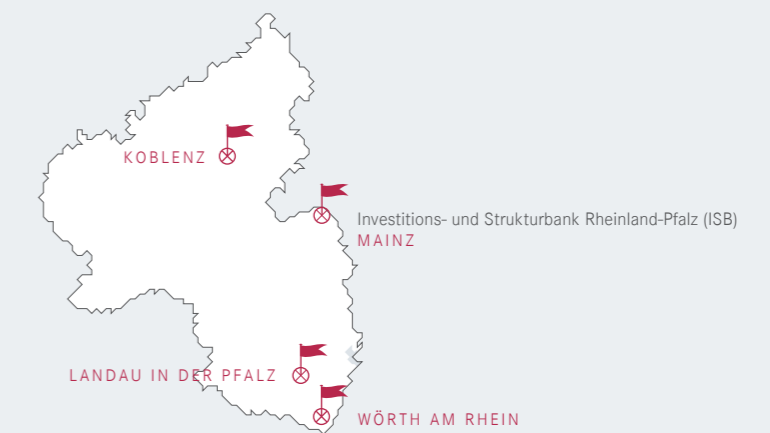 KOBLENZ
Investitions- und Strukturbank Rheinland-Pfalz (ISB)
MAINZ
LANDAU IN DER PFALZ
WÖRTH AM RHEIN